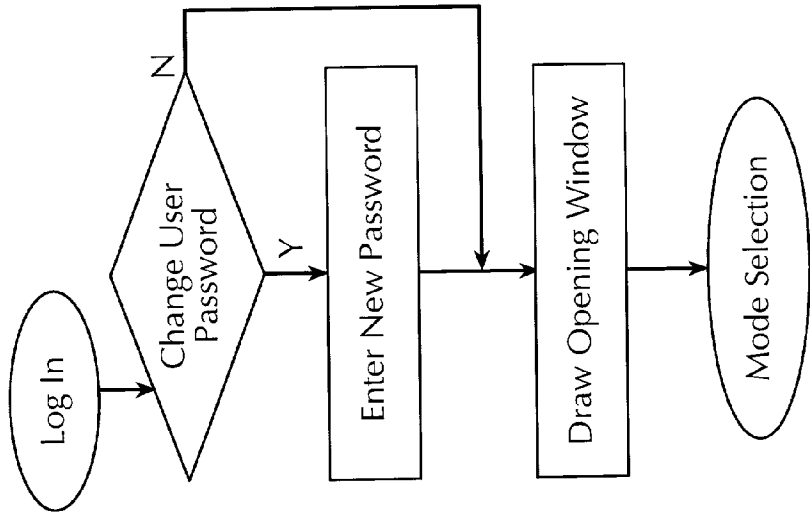 Log In
Change User
Password
N
Y
Enter New Password
Draw Opening Window
Mode Selection